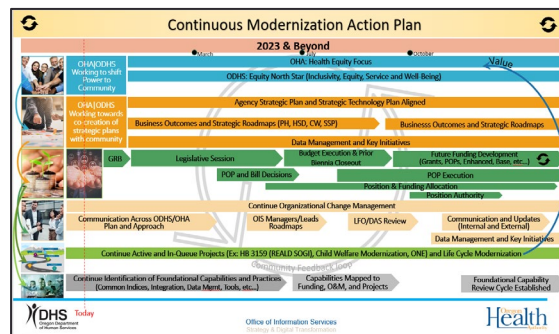 Continuous Modernization Action Plan
2023 & Beyond
March
July
October
OHA|ODHS
Working to shift
Power to
Community
OHA: Health Equity Focus
ODHS: Equity North Star (Inclusivity, Equity, Service and Well-Being)
Value
OHA|ODHS
Working towards
co-creation of
strategic plans
with community
Agency Strategic Plan and Strategic Technology Plan Aligned
Business Outcomes and Strategic Roadmaps (PH, HSD, CW, SSP)
Businesss Outcomes and Strategic Roadmaps
Data Management and Key Initiatives
GRB
Legislative Session
Budget Execution & Prior
Biennia Closeout
Future Funding Development
(Grants, POPs, Enhanced, Base, etc...)
POP and Bill Decisions
POP Execution
Position & Funding Allocation
Position Authority
Continue Organizational Change Management
Communication Across ODHS/OHA
Plan and Approach
OIS Managers/Leads
Roadmaps
LFO/DAS Review
Communication and Updates
(Internal and External)
Data Management and Key Initiatives
Continue Active and In-Queue Projects (Ex: HB 3159 (REALD SOGI), Child Welfare Modernization, ONE) and Life Cycle Modernization
Community Feedback loop
Continue Identification of Foundational Capabilities and Practices
(Common Indices, Integration, Data Mgmt, Tools, etc...)
Capabilities Mapped to
Funding, O&M, and Projects
Foundational Capability
Review Cycle Established
Today
DHS
Oregon Department
of Human Services
Office of Information Services
Strategy & Digital Transformation
Oregon
Health
Authority